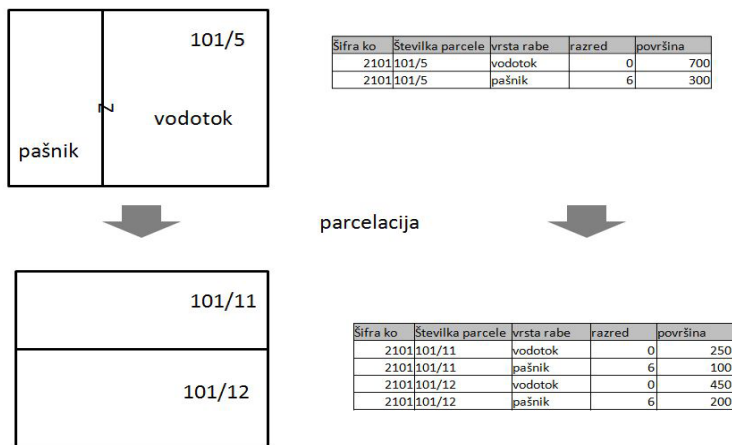 101/5
vodotok
pašnik
Šifra ko Številka parcele vrsta rabe razred površina
2101 101/5 vodotok 0 700
2101 101/5 pašnik 6 300
parcelacija
101/11
101/12
Šifra ko Številka parcele vrsta rabe razred površina
2101 101/11 vodotok 0 250
2101 101/11 pašnik 6 100
2101 101/12 vodotok 0 450
2101 101/12 pašnik 6 200